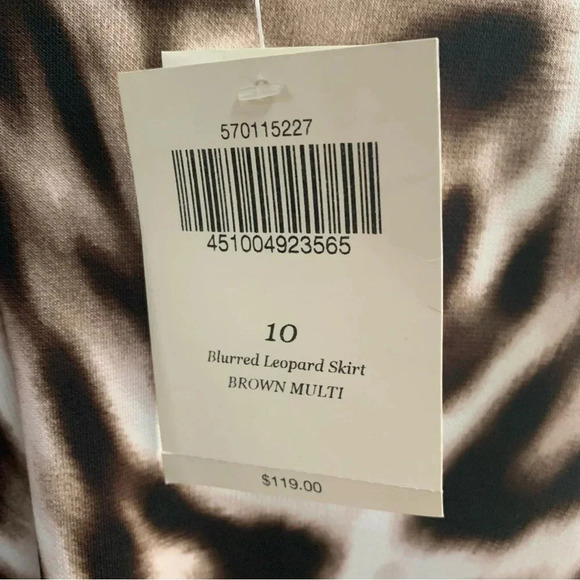 570115227
451004923565
10
Blurred Leopard Skirt
BROWN MULTI
$119.00